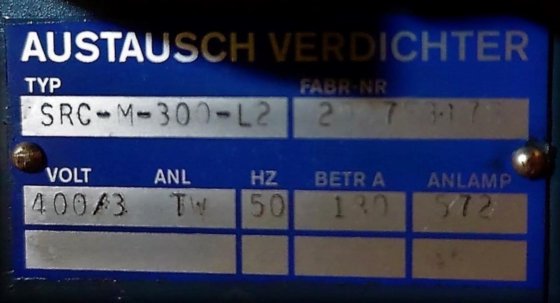 AUSTAUSCH VERDICHTER
TYP FABR-NR
SRC-M-300-L2
VOLT ANL HZ BETR A ANLAMP
400/3 TW 50 130 572